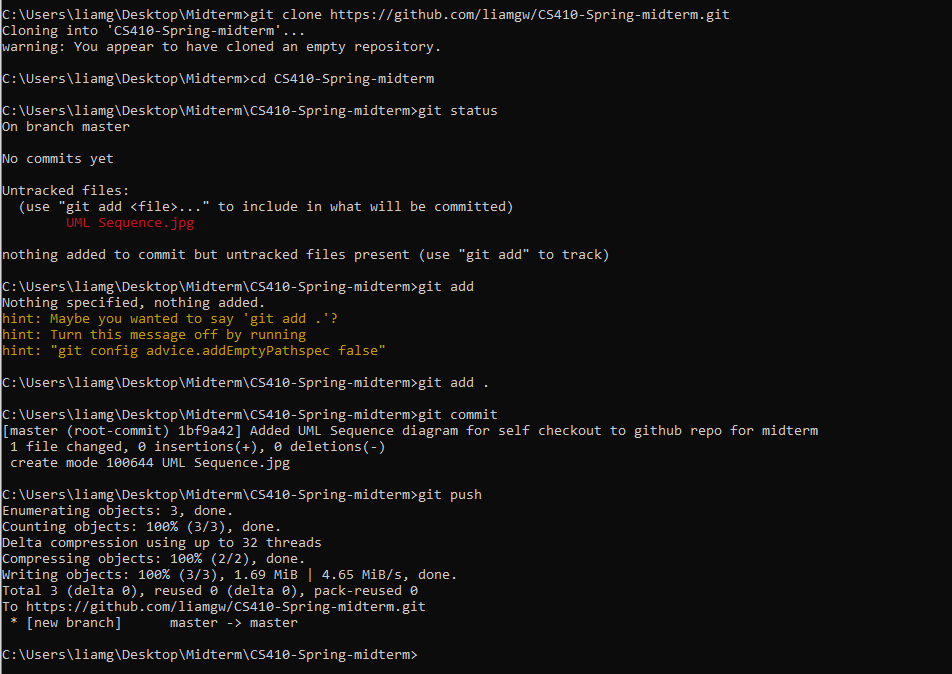 C:\Users\liamg\Desktop\Midterm>git clone https://github.com/liamgw/CS410-Spring-midterm.git
Cloning into 'CS410-Spring-midterm'...
warning: You appear to have cloned an empty repository.

C:\Users\liamg\Desktop\Midterm>cd CS410-Spring-midterm

C:\Users\liamg\Desktop\Midterm\CS410-Spring-midterm>git status
On branch master

No commits yet

Untracked files:
  (use "git add <file>..." to include in what will be committed)
        UML Sequence.jpg

nothing added to commit but untracked files present (use "git add" to track)

C:\Users\liamg\Desktop\Midterm\CS410-Spring-midterm>git add
Nothing specified, nothing added.
hint: Maybe you wanted to say 'git add .'?
hint: Turn this message off by running
hint: "git config advice.addEmptyPathspec false"

C:\Users\liamg\Desktop\Midterm\CS410-Spring-midterm>git add .

C:\Users\liamg\Desktop\Midterm\CS410-Spring-midterm>git commit
[master (root-commit) 1bf9a42] Added UML Sequence diagram for self checkout to github repo for midterm
 1 file changed, 0 insertions(+), 0 deletions(-)
 create mode 100644 UML Sequence.jpg

C:\Users\liamg\Desktop\Midterm\CS410-Spring-midterm>git push
Enumerating objects: 3, done.
Counting objects: 100% (3/3), done.
Delta compression using up to 32 threads
Compressing objects: 100% (2/2), done.
Writing objects: 100% (3/3), 1.69 MiB | 4.65 MiB/s, done.
Total 3 (delta 0), reused 0 (delta 0), pack-reused 0
To https://github.com/liamgw/CS410-Spring-midterm.git
 * [new branch]      master -> master

C:\Users\liamg\Desktop\Midterm\CS410-Spring-midterm>